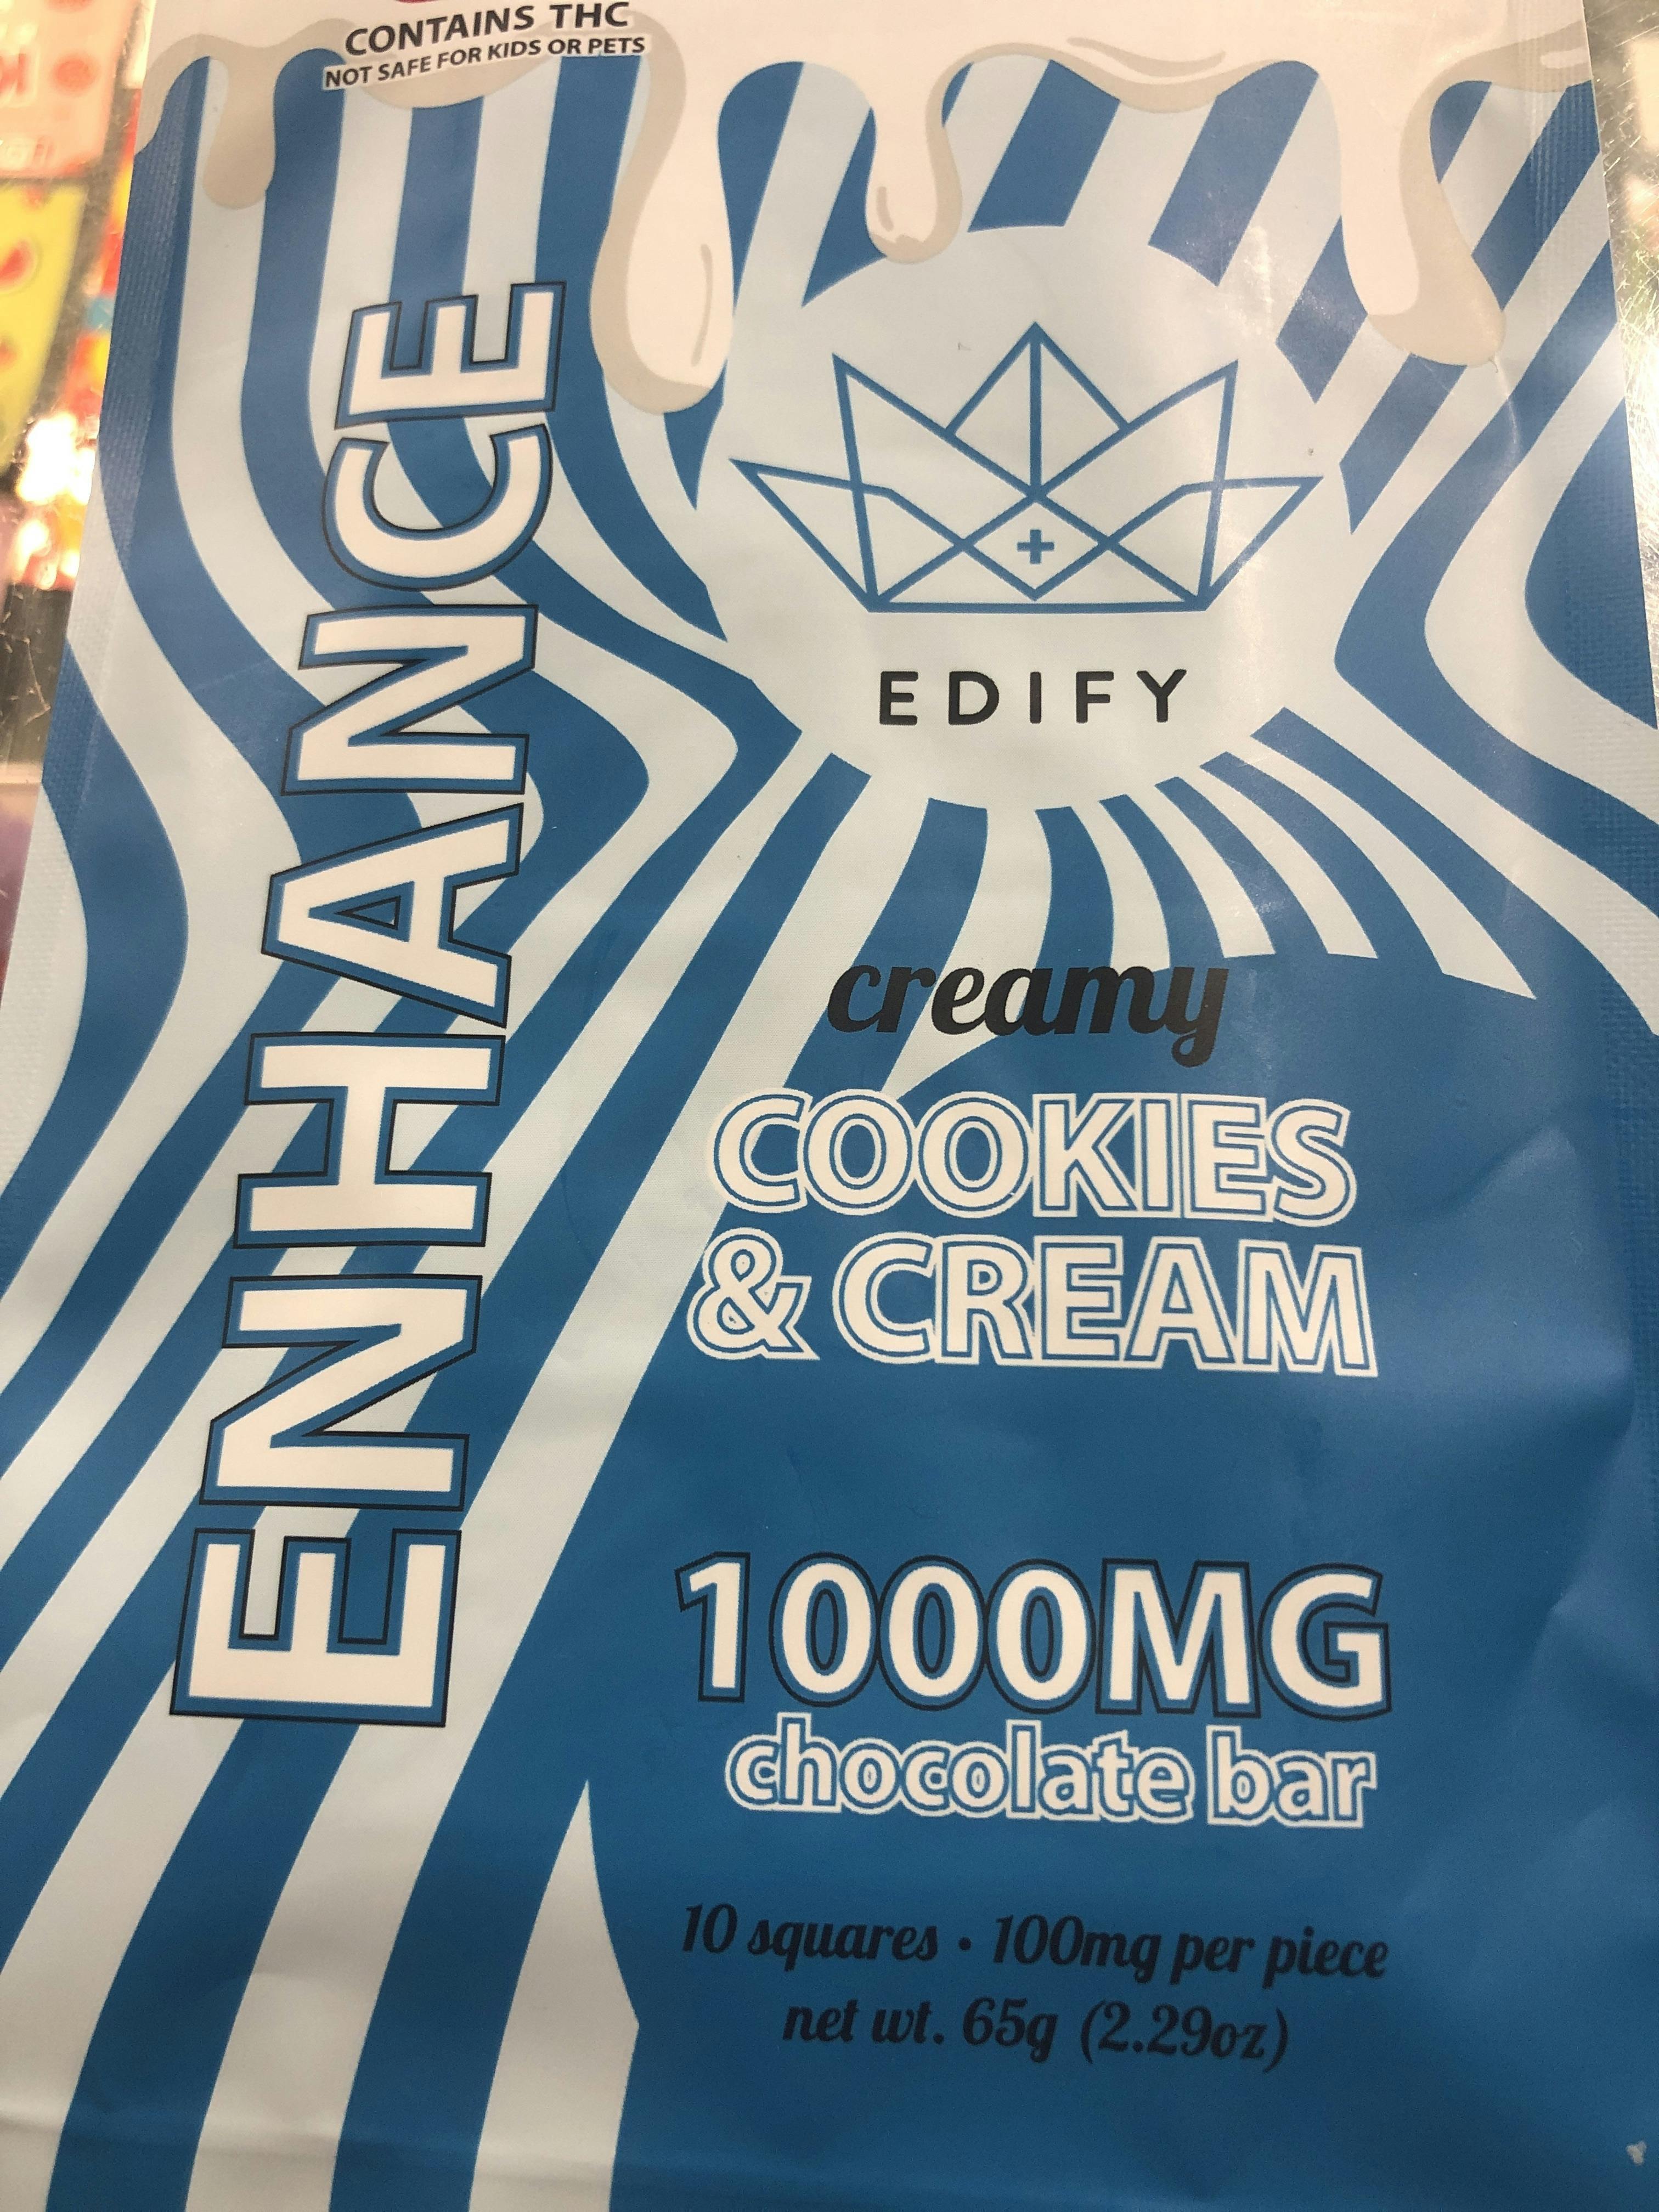 CONTAINS THC
NOT SAFE FOR KIDS OR PETS
ENHANCE
EDIFY
creamy
COOKIES
& CREAM
1000MG
chocolate bar
10 squares • 100mg per piece
net wt. 65g (2.29oz)